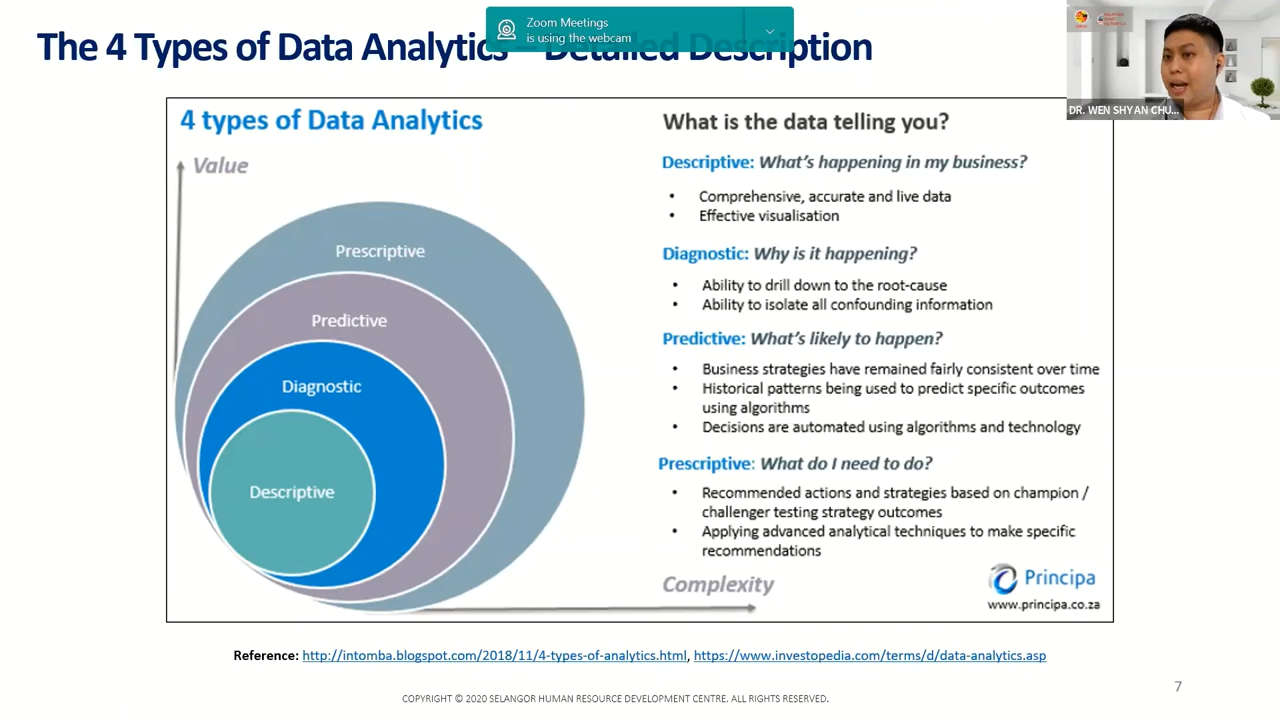 Zoom Meetings
is using the webcam
The 4 Types of Data Analytics – Detailed Description
DR. WEN SHYAN CHU...
4 types of Data Analytics
Value
Prescriptive
Predictive
Diagnostic
Descriptive
What is the data telling you?
Descriptive: What's happening in my business?
• Comprehensive, accurate and live data
• Effective visualisation
Diagnostic: Why is it happening?
• Ability to drill down to the root-cause
• Ability to isolate all confounding information
Predictive: What's likely to happen?
• Business strategies have remained fairly consistent over time
• Historical patterns being used to predict specific outcomes
using algorithms
• Decisions are automated using algorithms and technology
Prescriptive: What do I need to do?
• Recommended actions and strategies based on champion /
challenger testing strategy outcomes
• Applying advanced analytical techniques to make specific
recommendations
Complexity
Principa
www.principa.co.za
Reference: http://intomba.blogspot.com/2018/11/4-types-of-analytics.html, https://www.investopedia.com/terms/d/data-analytics.asp
7
COPYRIGHT © 2020 SELANGOR HUMAN RESOURCE DEVELOPMENT CENTRE. ALL RIGHTS RESERVED.